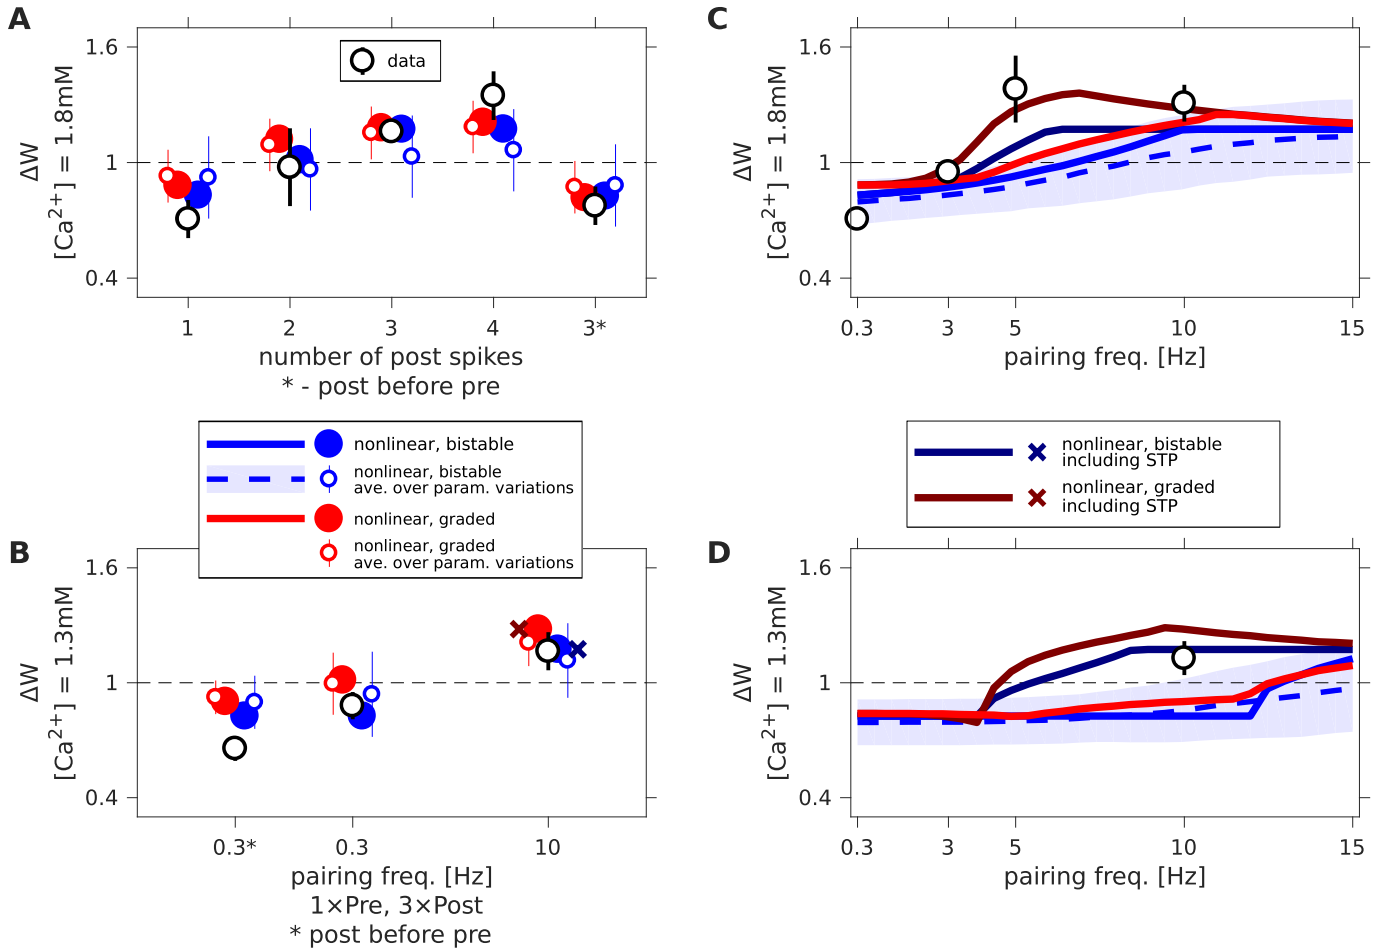 A
1.6
1
0.4
ΔW
[Ca2+] = 1.8mM
data
1
2
3
4
3*
number of post spikes
* - post before pre
C
1.6
1
0.4
ΔW
[Ca2+] = 1.8mM
0.3
3
5
10
15
pairing freq. [Hz]
nonlinear, bistable
nonlinear, bistable
ave. over param. variations
nonlinear, graded
nonlinear, graded
ave. over param. variations
nonlinear, bistable
including STP
nonlinear, graded
including STP
B
1.6
1
0.4
ΔW
[Ca2+] = 1.3mM
0.3*
0.3
10
pairing freq. [Hz]
1×Pre, 3×Post
* post before pre
D
1.6
1
0.4
ΔW
[Ca2+] = 1.3mM
0.3
3
5
10
15
pairing freq. [Hz]